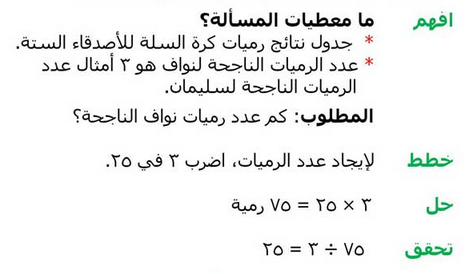 افهم ما معطيات المسألة؟
* جدول نتائج رميات كرة السلة للأصدقاء الستة.
* عدد الرميات الناجحة لنواف هو ٣ أمثال عدد
الرميات الناجحة لسليمان.
المطلوب: كم عدد رميات نواف الناجحة؟
خطط لإيجاد عدد الرميات، اضرب ٣ في ٢٥.
حل ٣ × ٢٥ = ٧٥ رمية
تحقق ٧٥ ÷ ٣ = ٢٥